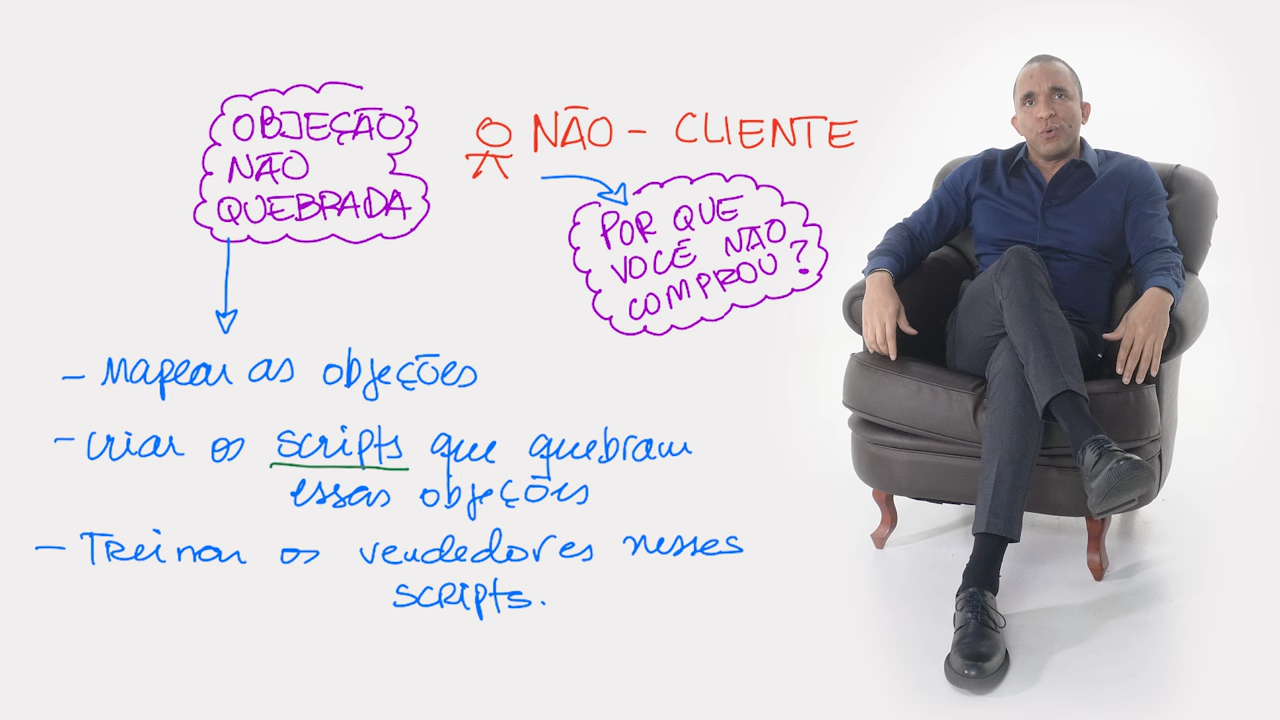 OBJEÇÃO
NÃO
QUEBRADA
NÃO - CLIENTE
POR QUE
VOCÊ NÃO
COMPROU?
- Mapear as objeções
- Criar os scripts que quebram
essas objeções
- Treinar os vendedores nesses
scripts.